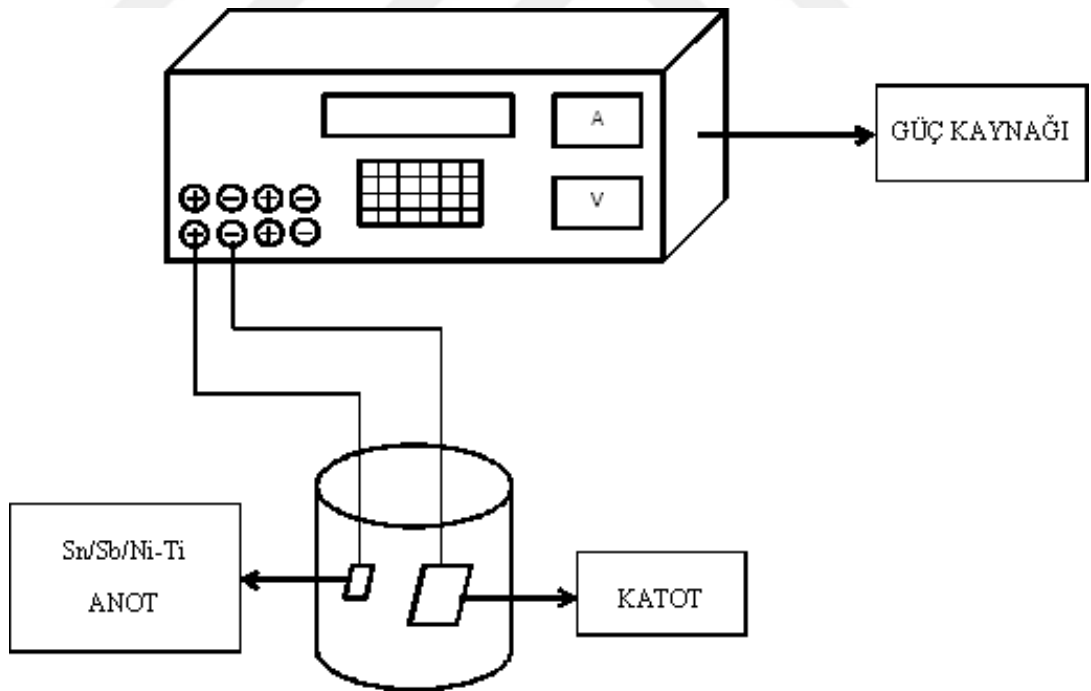 A
GÜÇ KAYNAĞI
V
+ - + -
+ - + -
Sn/Sb/Ni-Ti
ANOT
KATOT